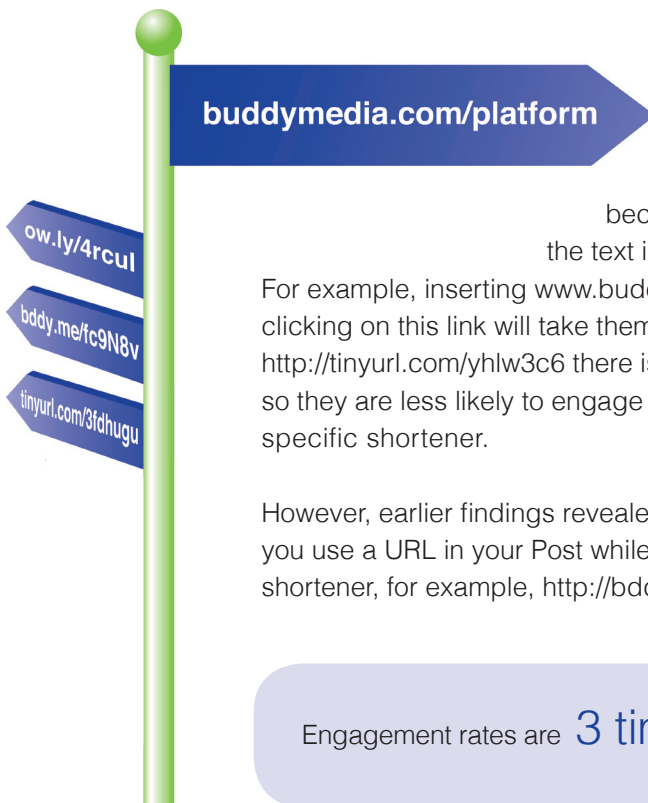 buddymedia.com/platform
ow.ly/4rcul
bddy.me/fc9N8v
tinyurl.com/3fdhugu
the text i
For example, inserting www.budd
clicking on this link will take them
http://tinyurl.com/yhlw3c6 there is
so they are less likely to engage
specific shortener.
However, earlier findings reveale
you use a URL in your Post while
shortener, for example, http://bdd
Engagement rates are 3 tin